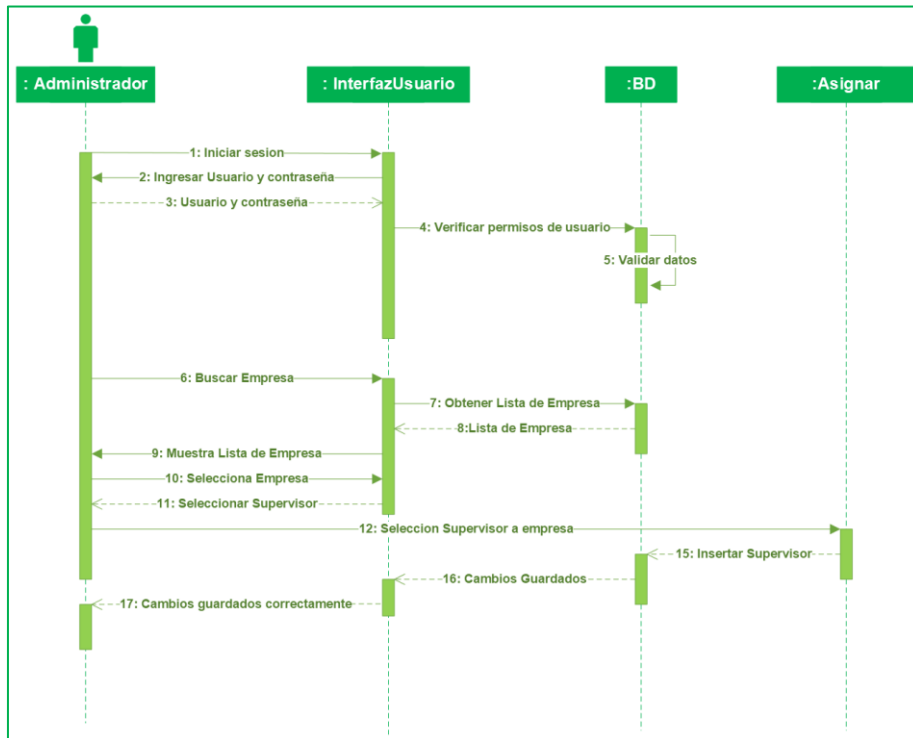 : Administrador
: InterfazUsuario
:BD
:Asignar
1: Iniciar sesion
2: Ingresar Usuario y contraseña
3: Usuario y contraseña
4: Verificar permisos de usuario
5: Validar datos
6: Buscar Empresa
7: Obtener Lista de Empresa
8:Lista de Empresa
9: Muestra Lista de Empresa
10: Selecciona Empresa
11: Seleccionar Supervisor
12: Seleccion Supervisor a empresa
15: Insertar Supervisor
16: Cambios Guardados
17: Cambios guardados correctamente